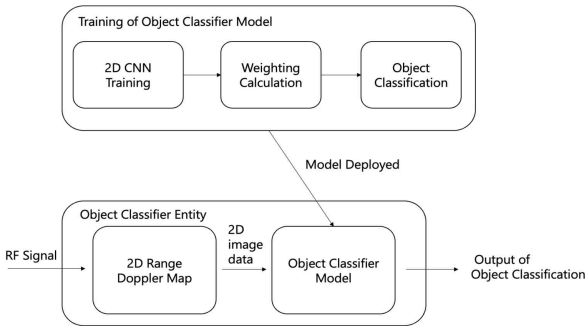 Training of Object Classifier Model
2D CNN
Training
Weighting
Calculation
Object
Classification
Model Deployed
Object Classifier Entity
RF Signal
2D Range
Doppler Map
2D
image
data
Object Classifier
Model
Output of
Object Classification